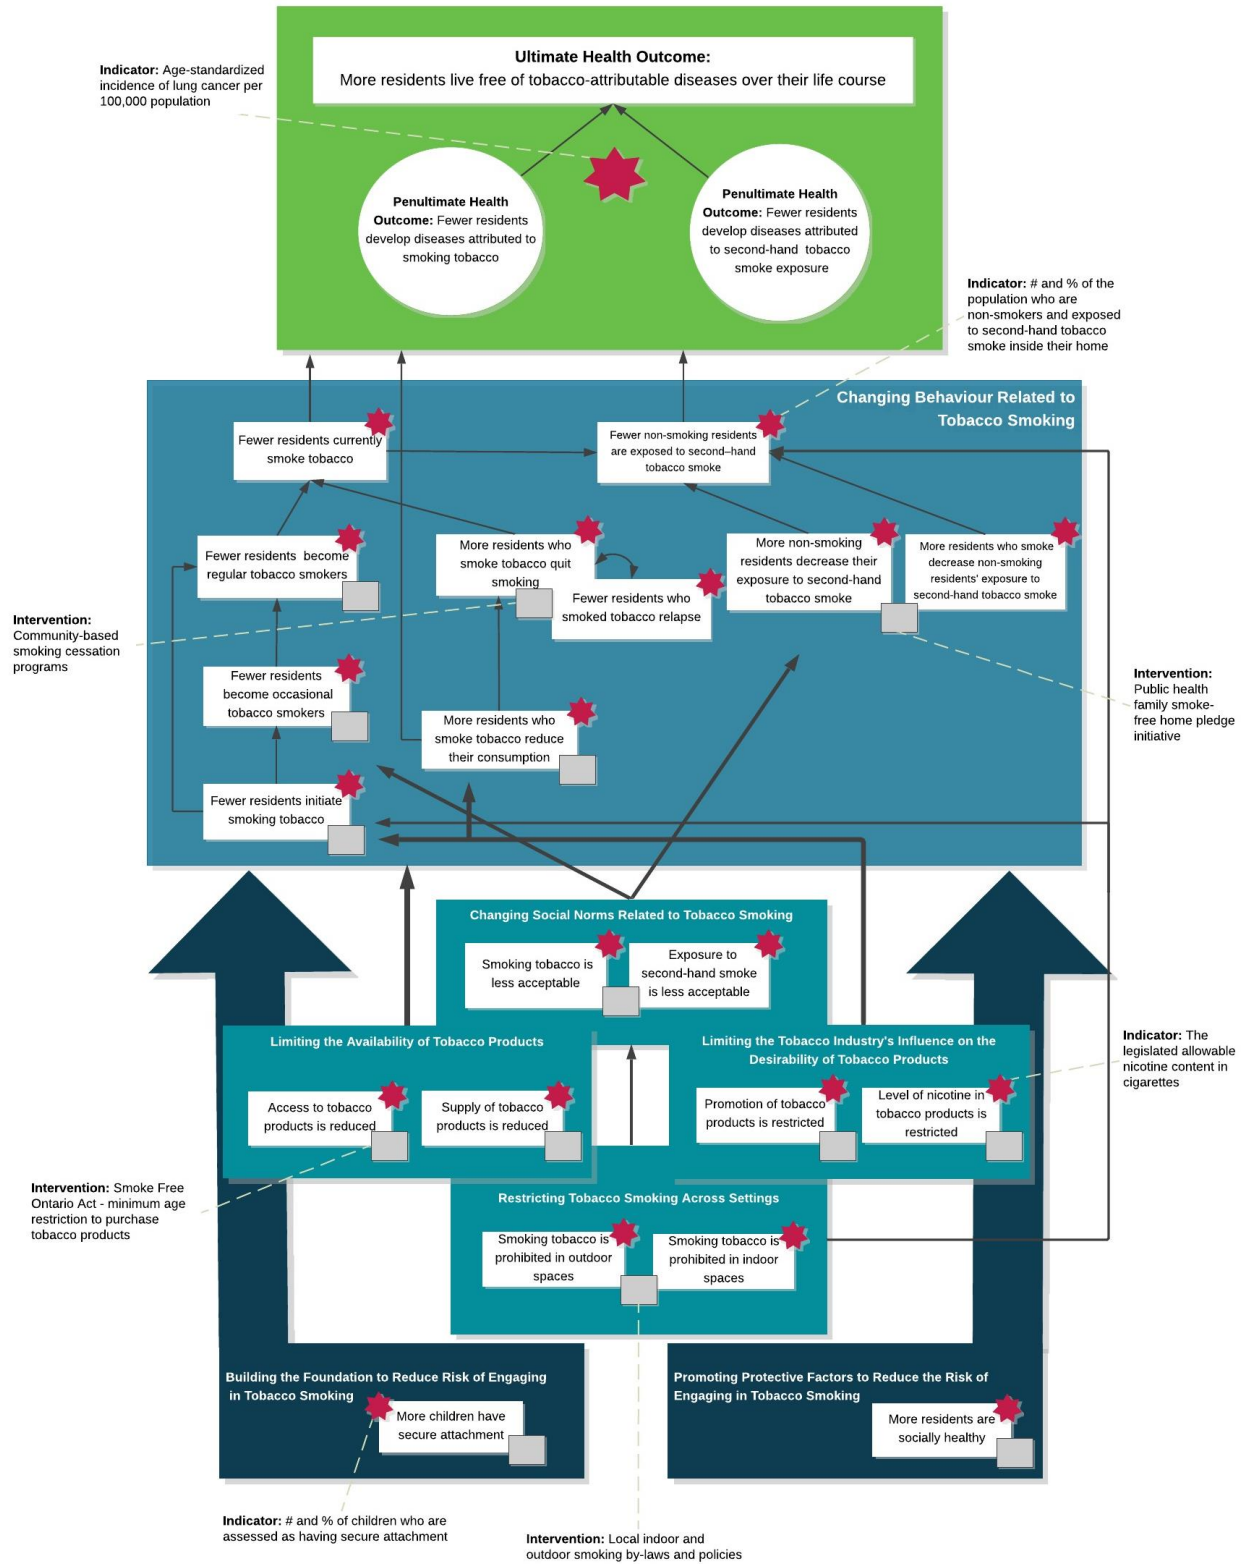 Ultimate Health Outcome:
More residents live free of tobacco-attributable diseases over their life course
Indicator: Age-standardized
incidence of lung cancer per
100,000 population
Penultimate Health
Outcome: Fewer residents
develop diseases attributed to
smoking tobacco
Penultimate Health
Outcome: Fewer residents
develop diseases attributed
to second-hand tobacco
smoke exposure
Indicator: # and % of the
population who are
non-smokers and exposed
to second-hand tobacco
smoke inside their home
Changing Behaviour Related to
Tobacco Smoking
Fewer residents currently
smoke tobacco
Fewer non-smoking residents
are exposed to second–hand
tobacco smoke
Fewer residents become
regular tobacco smokers
More residents who
smoke tobacco quit
smoking
Fewer residents who
smoked tobacco relapse
More non-smoking
residents decrease their
exposure to second-hand
tobacco smoke
More residents who smoke
decrease non-smoking
residents' exposure to
second-hand tobacco smoke
Intervention:
Community-based
smoking cessation
programs
Fewer residents
become occasional
tobacco smokers
More residents who
smoke tobacco reduce
their consumption
Intervention:
Public health
family smoke-
free home pledge
initiative
Fewer residents initiate
smoking tobacco
Changing Social Norms Related to Tobacco Smoking
Smoking tobacco is
less acceptable
Exposure to
second-hand smoke
is less acceptable
Limiting the Availability of Tobacco Products
Access to tobacco
products is reduced
Supply of tobacco
products is reduced
Limiting the Tobacco Industry's Influence on the
Desirability of Tobacco Products
Promotion of tobacco
products is restricted
Level of nicotine in
tobacco products is
restricted
Indicator: The
legislated allowable
nicotine content in
cigarettes
Intervention: Smoke Free
Ontario Act - minimum age
restriction to purchase
tobacco products
Restricting Tobacco Smoking Across Settings
Smoking tobacco is
prohibited in outdoor
spaces
Smoking tobacco is
prohibited in indoor
spaces
Building the Foundation to Reduce Risk of Engaging
in Tobacco Smoking
More children have
secure attachment
Promoting Protective Factors to Reduce the Risk of
Engaging in Tobacco Smoking
More residents are
socially healthy
Indicator: # and % of children who are
assessed as having secure attachment
Intervention: Local indoor and
outdoor smoking by-laws and policies